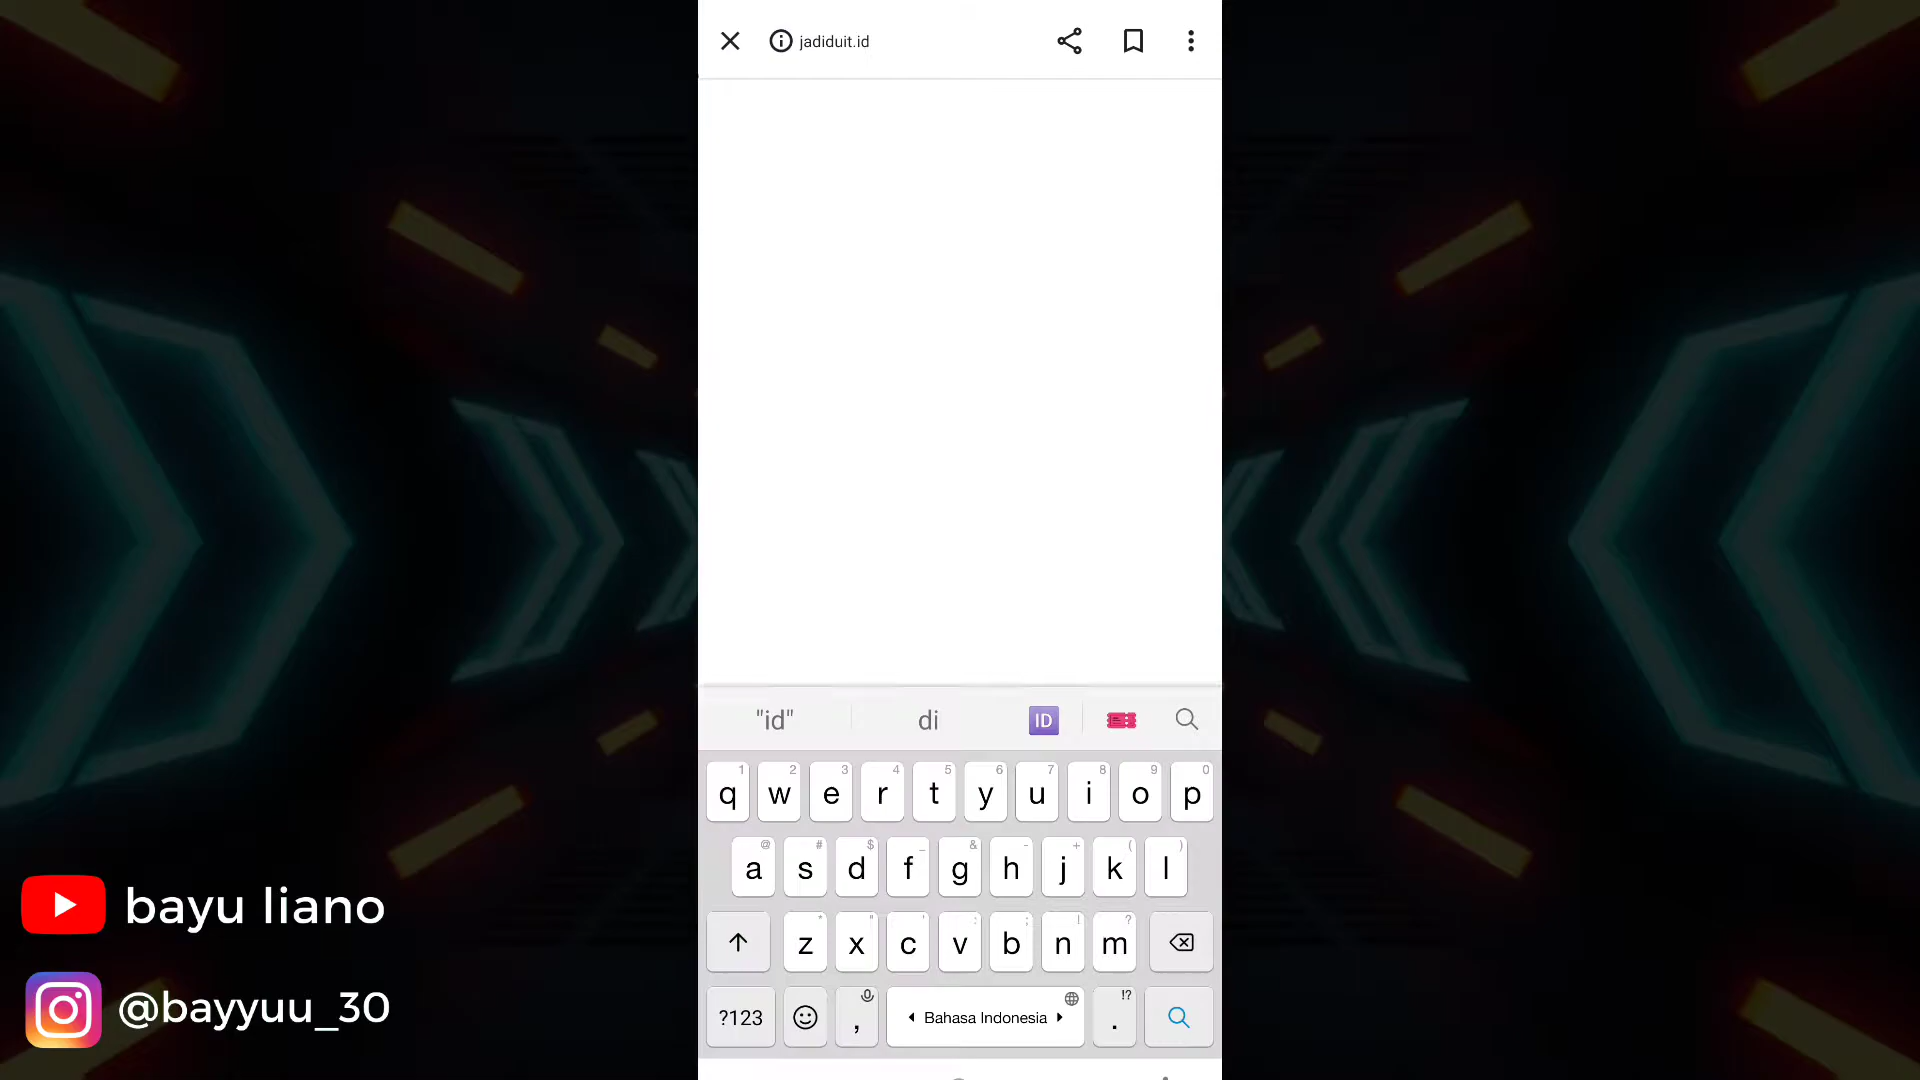 jadiduit.id
"id" di ID
1 2 3 4 5 6 7 8 9 0
q w e r t y u i o p
@ # $ _ & - + ( )
a s d f g h j k l
* " ' : ; ! ?
z x c v b n m
!?
?123 , Bahasa Indonesia .
bayu liano
@bayyuu_30